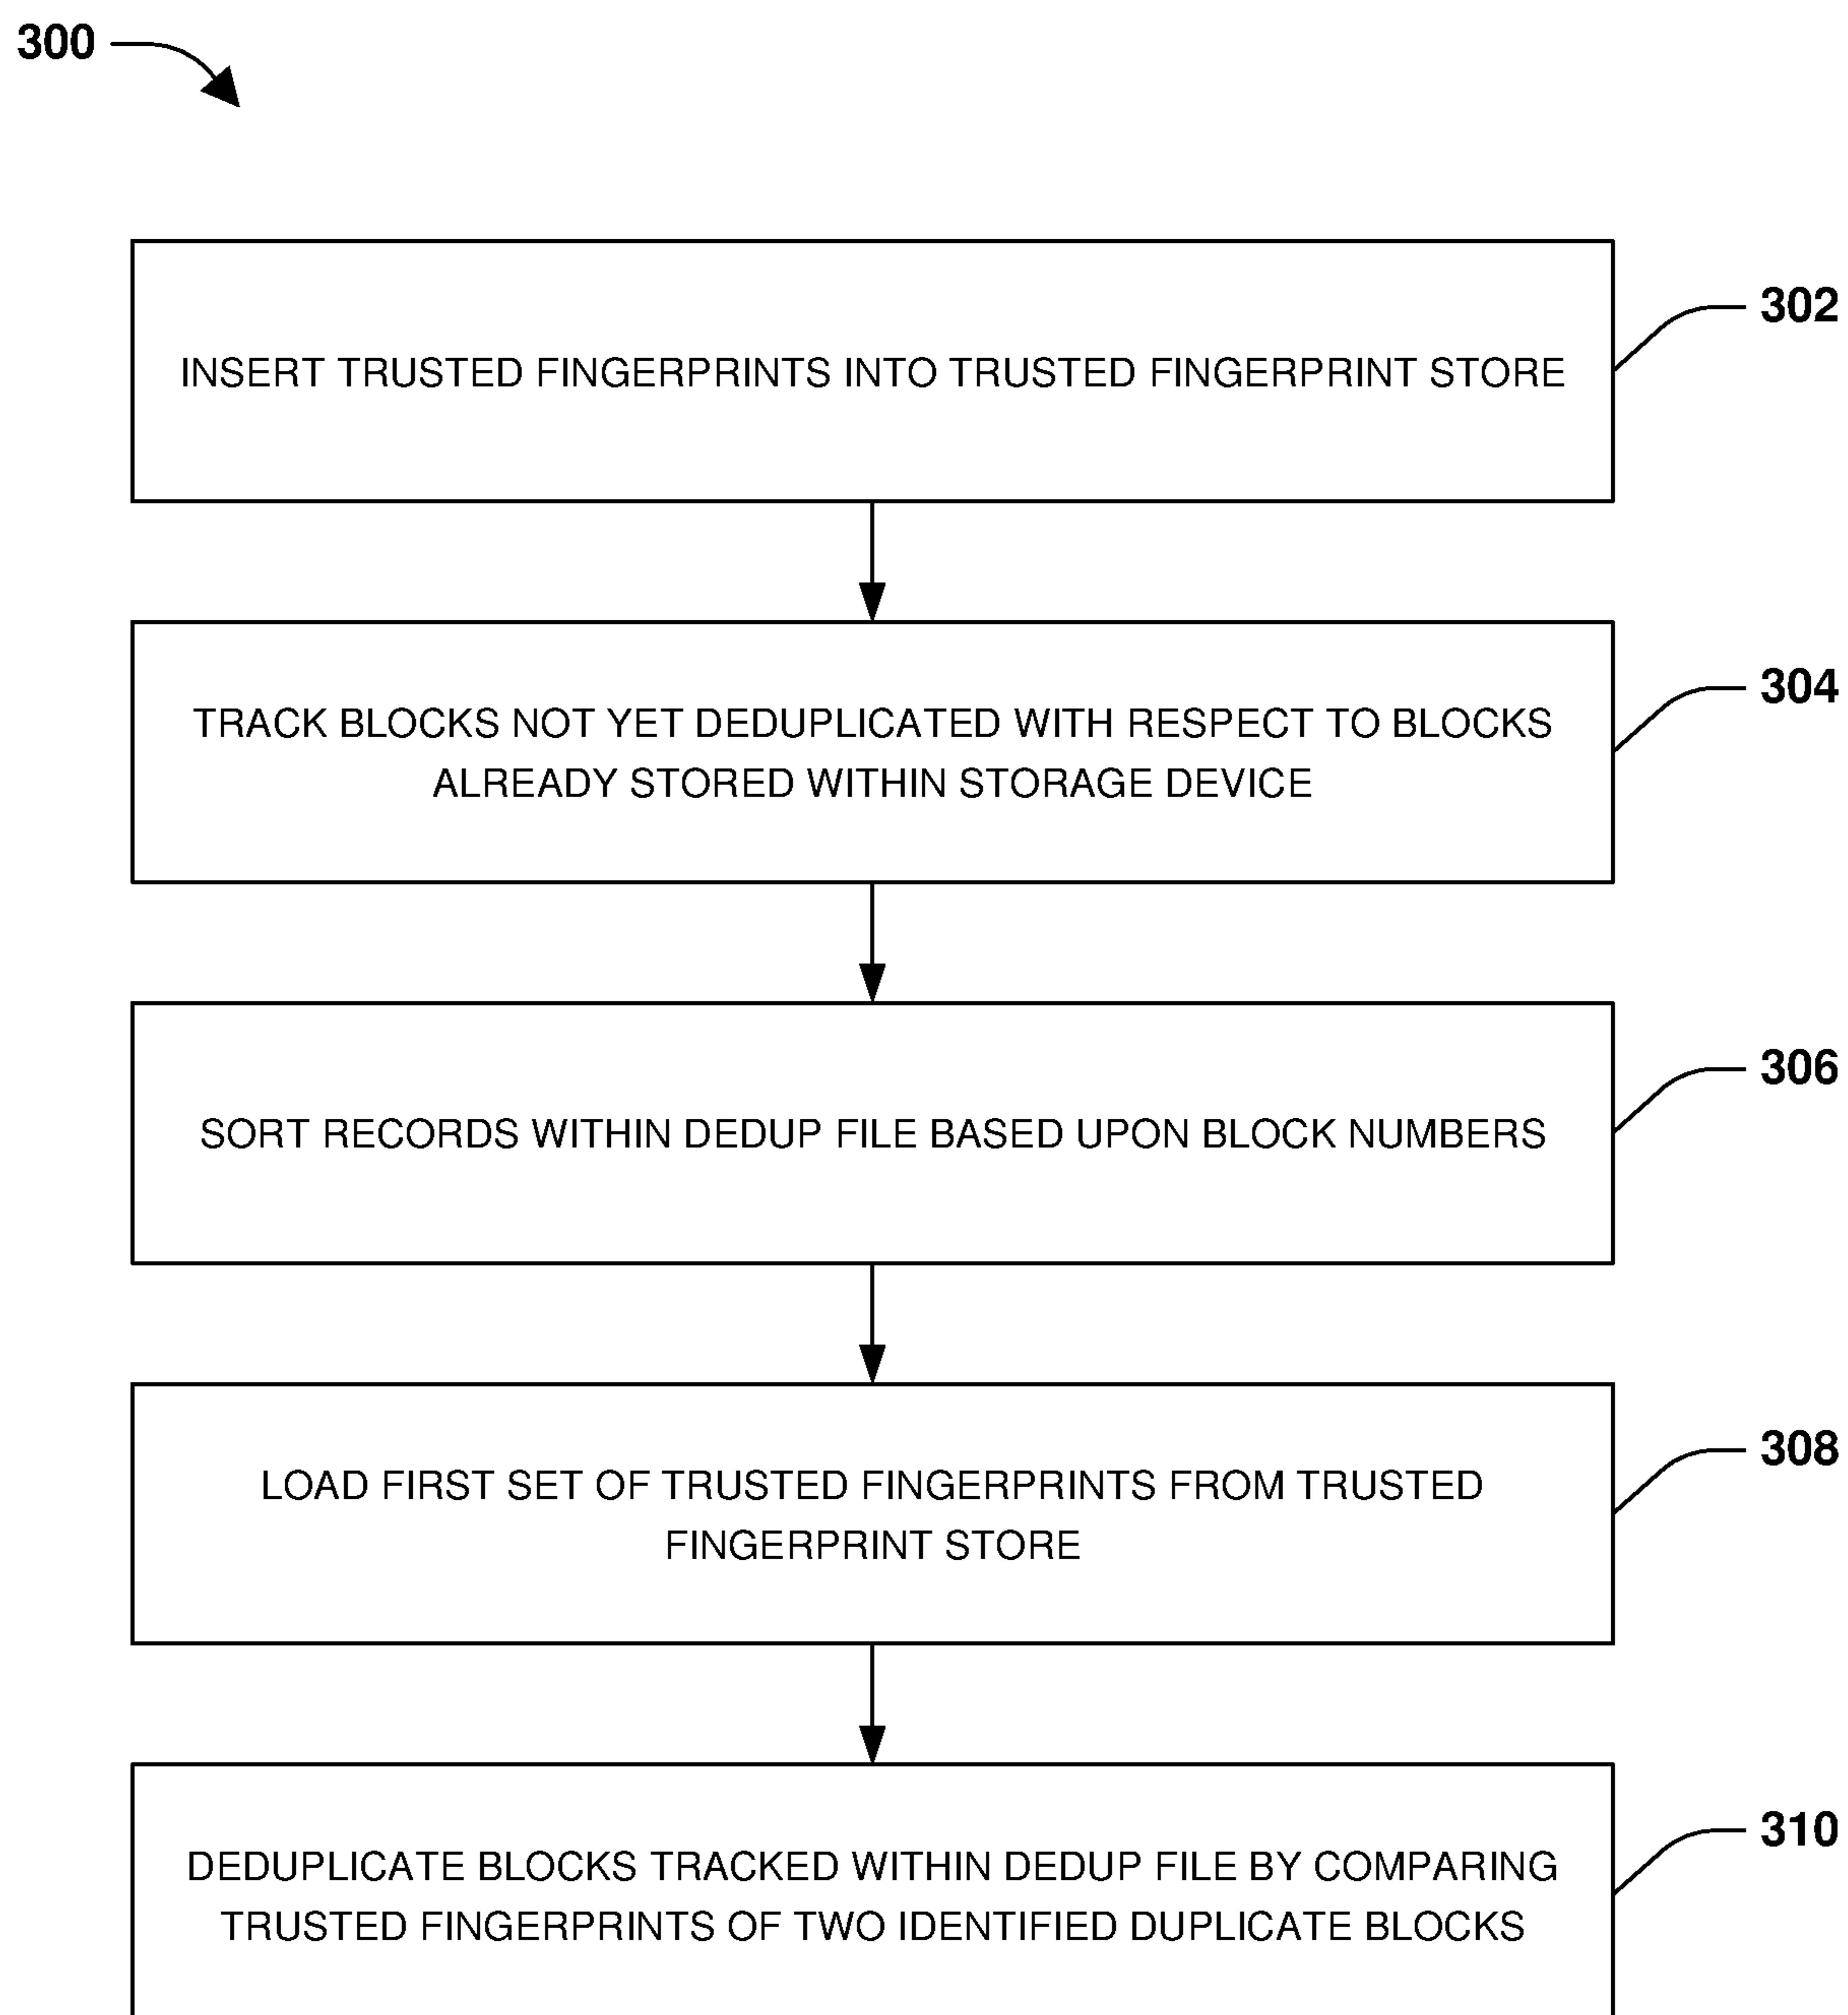 300
302
INSERT TRUSTED FINGERPRINTS INTO TRUSTED FINGERPRINT STORE
304
TRACK BLOCKS NOT YET DEDUPLICATED WITH RESPECT TO BLOCKS
ALREADY STORED WITHIN STORAGE DEVICE
306
SORT RECORDS WITHIN DEDUP FILE BASED UPON BLOCK NUMBERS
308
LOAD FIRST SET OF TRUSTED FINGERPRINTS FROM TRUSTED
FINGERPRINT STORE
310
DEDUPLICATE BLOCKS TRACKED WITHIN DEDUP FILE BY COMPARING
TRUSTED FINGERPRINTS OF TWO IDENTIFIED DUPLICATE BLOCKS